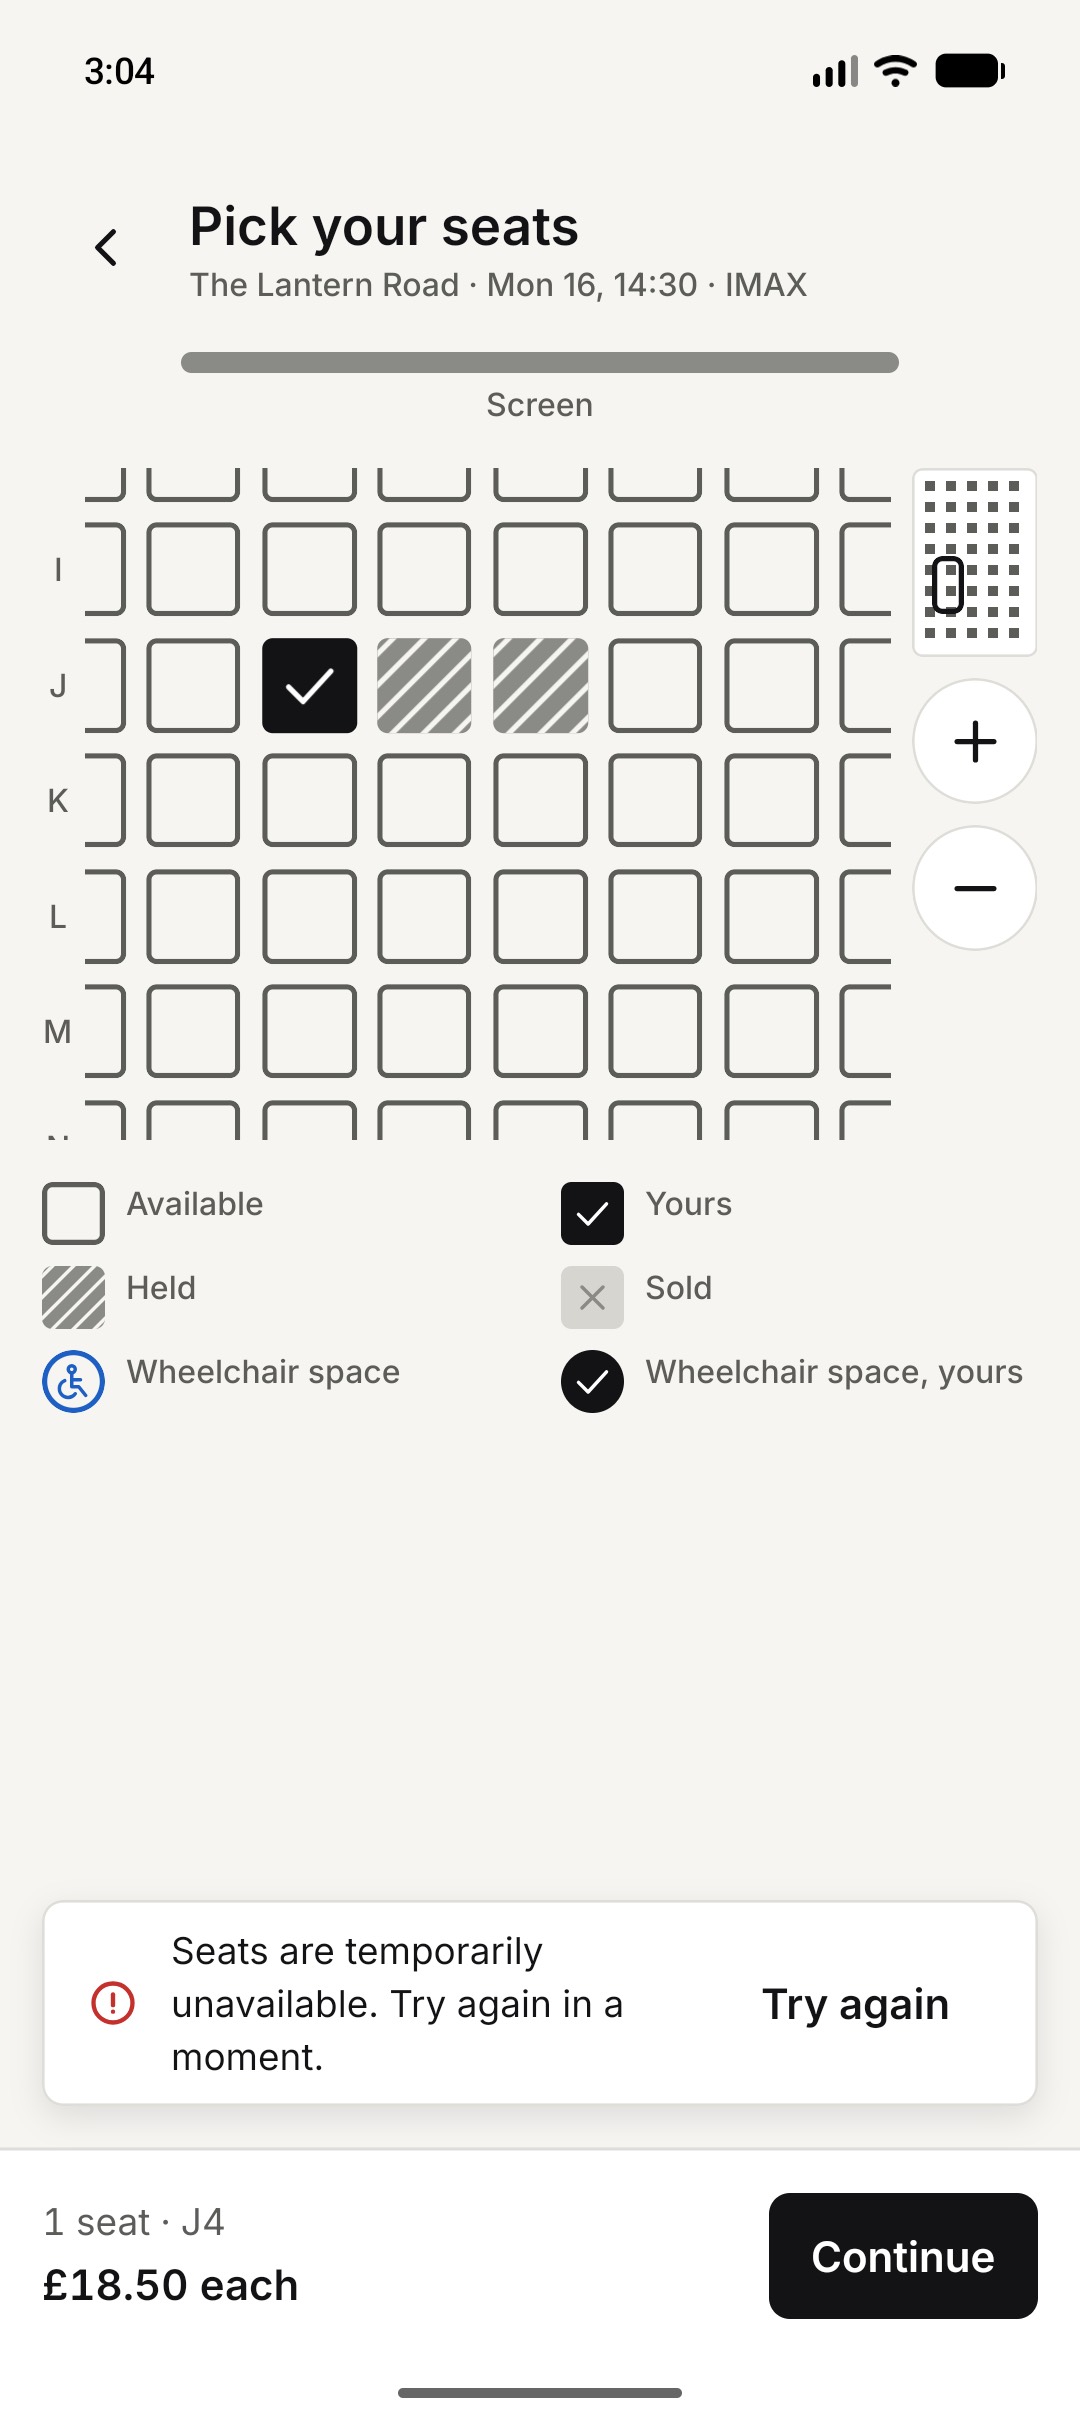 3:04
Pick your seats
The Lantern Road · Mon 16, 14:30 · IMAX
Screen
I
J
K
L
M
Available
Yours
Held
Sold
Wheelchair space
Wheelchair space, yours
Seats are temporarily
unavailable. Try again in a
moment.
Try again
1 seat · J4
£18.50 each
Continue